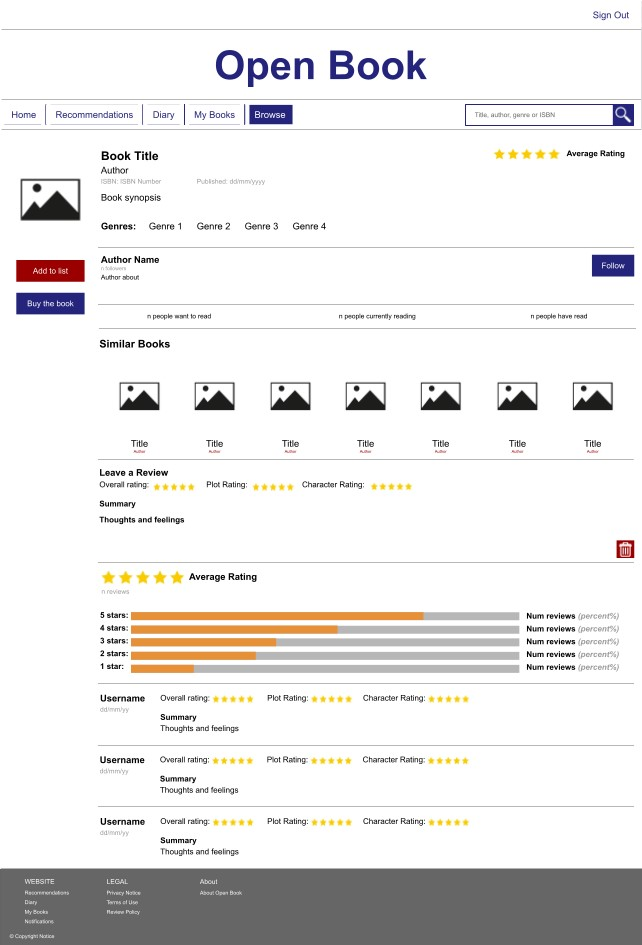 Sign Out
Open Book
Home Recommendations Diary My Books Browse Title, author, genre or ISBN
Book Title Average Rating
Author
ISBN: ISBN Number Published: dd/mm/yyyy
Book synopsis
Genres: Genre 1 Genre 2 Genre 3 Genre 4
Add to list
Buy the book
Author Name
n followers
Author about
Follow
n people want to read n people currently reading n people have read
Similar Books
Title Title Title Title Title Title Title
Author Author Author Author Author Author Author
Leave a Review
Overall rating: Plot Rating: Character Rating:
Summary
Thoughts and feelings
Average Rating
n reviews
5 stars: Num reviews (percent%)
4 stars: Num reviews (percent%)
3 stars: Num reviews (percent%)
2 stars: Num reviews (percent%)
1 star: Num reviews (percent%)
Username Overall rating: Plot Rating: Character Rating:
dd/mm/yy
Summary
Thoughts and feelings
Username Overall rating: Plot Rating: Character Rating:
dd/mm/yy
Summary
Thoughts and feelings
Username Overall rating: Plot Rating: Character Rating:
dd/mm/yy
Summary
Thoughts and feelings
WEBSITE LEGAL About
Recommendations Privacy Notice About Open Book
Diary Terms of Use
My Books Review Policy
Notifications
© Copyright Notice